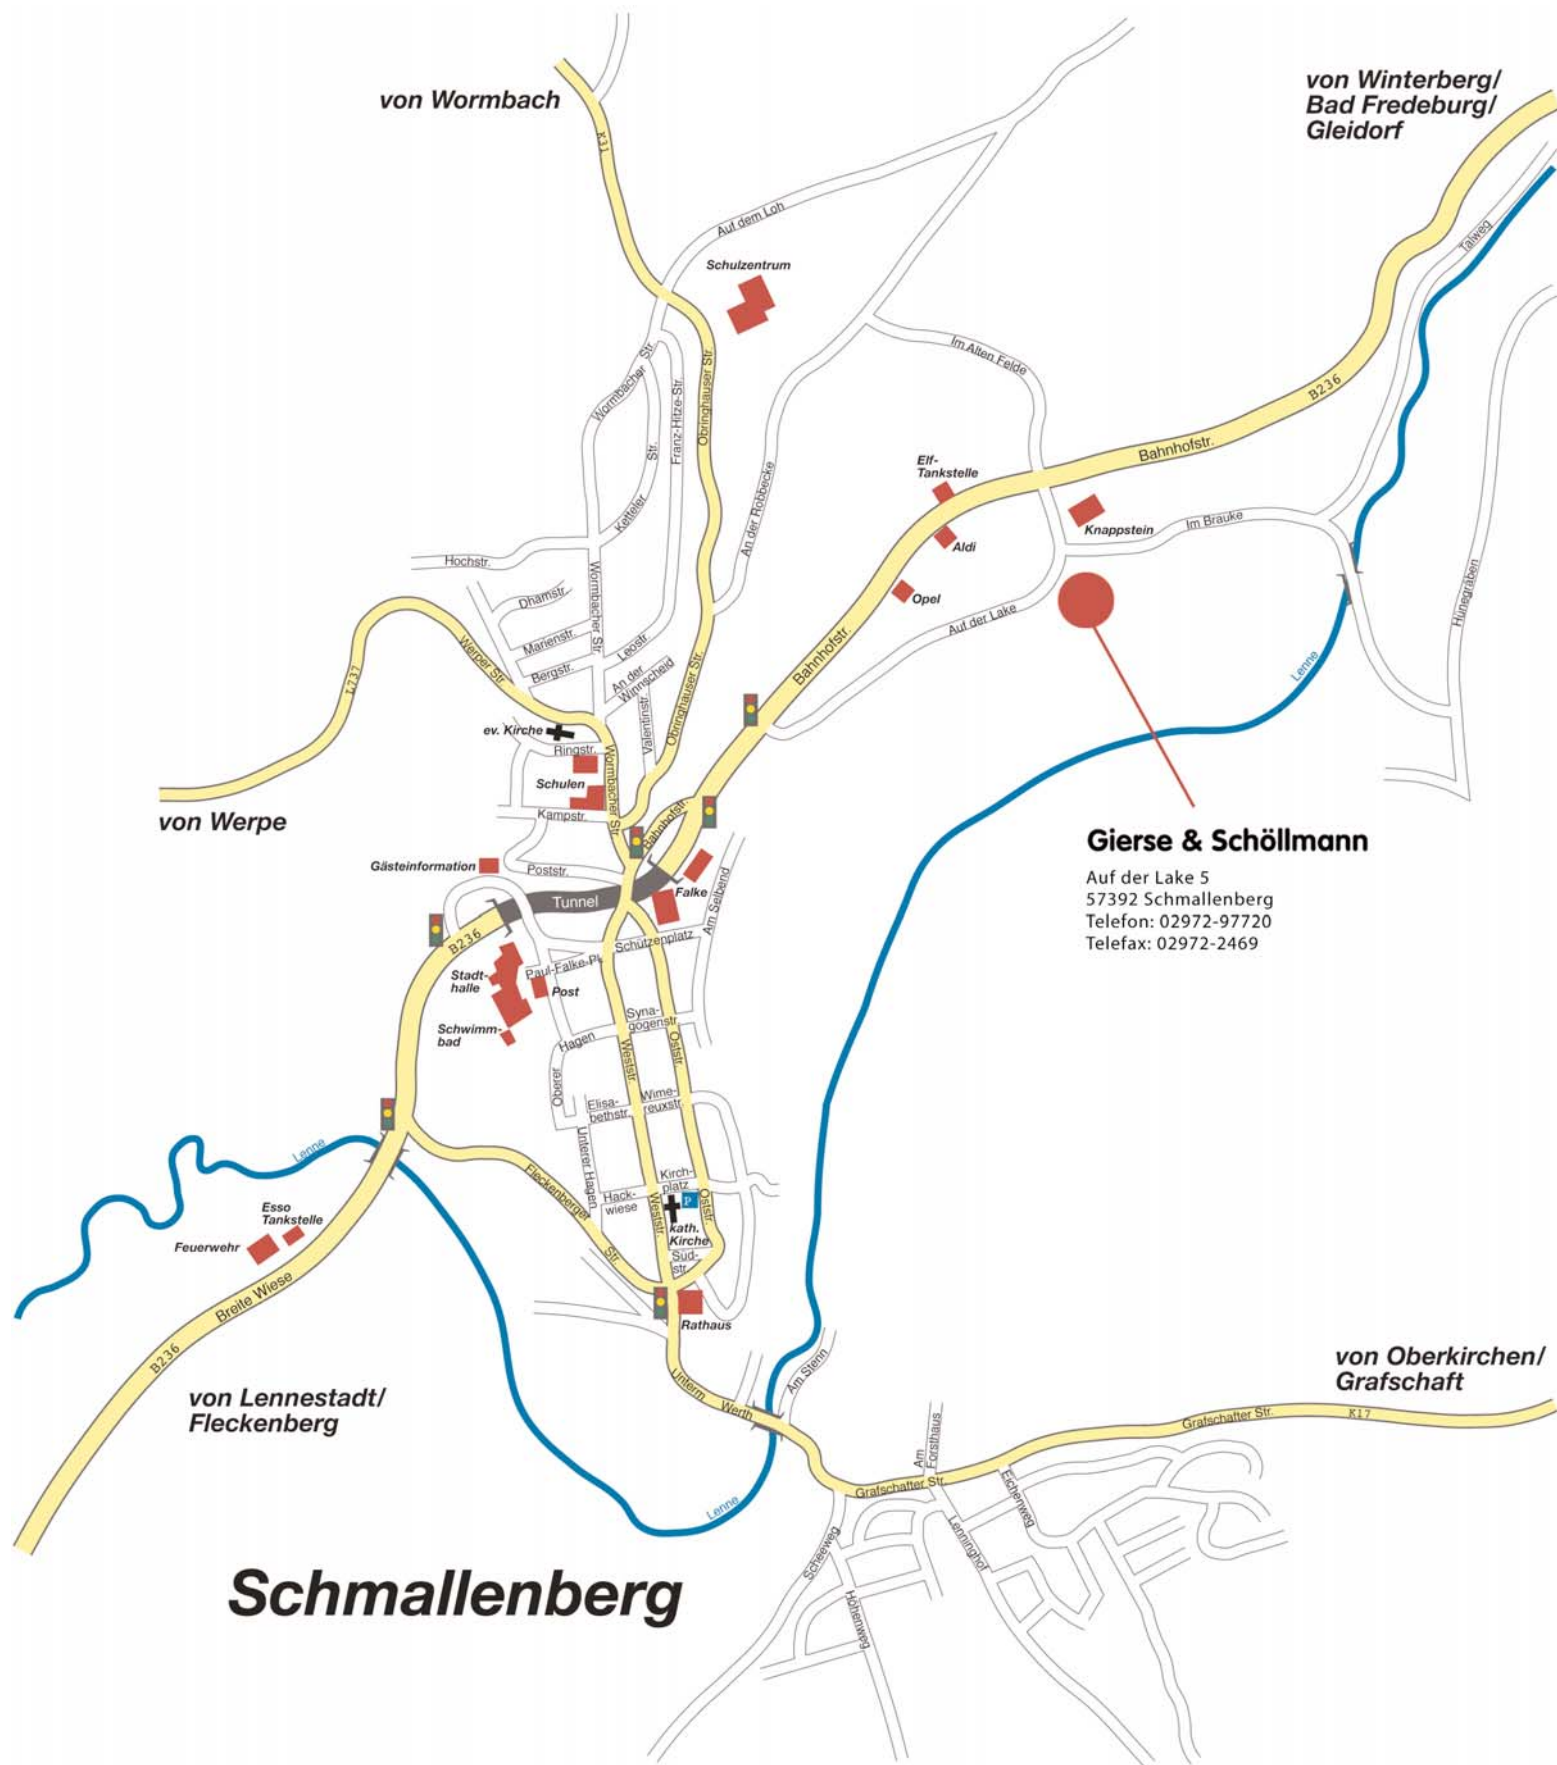 von Wormbach
von Winterberg/
Bad Fredeburg/
Gleidorf
K31
Auf dem Loh
Talweg
Schulzentrum
Wormbacher Str
Obringhauser Str.
Im Alten Felde
B236
Franz-Hitze-Str.
Ketteler Str.
Bahnhofstr.
Elf-
Tankstelle
An der Robbecke
Knappstein
Im Brauke
Aldi
Hochstr.
Dhamstr.
Wormbacher Str
Opel
Auf der Lake
Hünegräben
Marienstr.
Bergstr.
Leostr.
An der
Winnscheid
Werper Str
L737
Bahnhofstr.
Lenne
Valentinstr.
Obringhauser Str.
ev. Kirche
Ringstr.
Wormbacher Str
Schulen
Kampstr.
Bahnhofstr.
von Werpe
Gierse & Schöllmann
Auf der Lake 5
57392 Schmallenberg
Telefon: 02972-97720
Telefax: 02972-2469
Gästeinformation
Poststr.
Falke
Am Selbend
Tunnel
B236
Schützenplatz
Paul-Falke-Pl.
Stadt-
halle
Post
Schwimm-
bad
Syna-
gogenstr
Hagen
Oberer
Weststr.
Oststr.
Elisa-
bethstr.
Wime-
reuxstr.
Unterer Hagen
Lenne
Fleckenberger
Str.
Kirch-
platz
P
Hack-
wiese
Weststr.
Oststr.
kath.
Kirche
Süd-
str.
Esso
Tankstelle
Feuerwehr
Breite Wiese
B236
Rathaus
von Lennestadt/
Fleckenberg
Unterm Werth
Am Stenn
von Oberkirchen/
Grafschaft
Grafschafter Str.
K17
Am
Forsthaus
Grafschafter Str.
Eichenweg
Lenne
Lenninghof
Scheeweg
Höhenweg
Schmallenberg